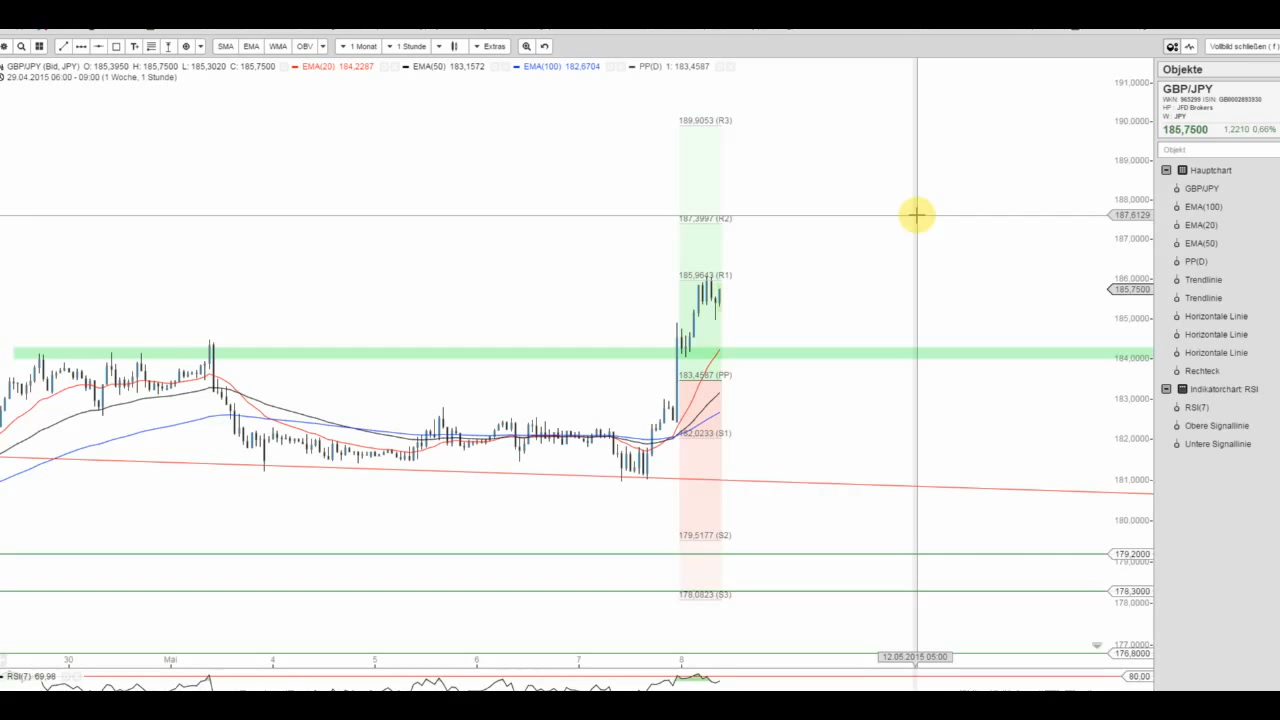 SMA EMA WMA OBV 1 Monat 1 Stunde Extras Vollbild schließen ( f )
GBP/JPY (Bid, JPY) O: 185,3950 H: 185,7500 L: 185,3020 C: 185,7500 EMA(20) 184,2287 EMA(50) 183,1572 EMA(100) 182,6704 PP(D) 1: 183,4587
29.04.2015 06:00 - 09:00 (1 Woche, 1 Stunde)
191,0000
189,9053 (R3)
190,0000
189,0000
188,0000
187,6129
187,3997 (R2)
187,0000
185,9643 (R1)
186,0000
185,7500
185,0000
184,0000
183,4587 (PP)
183,0000
182,0233 (S1)
182,0000
181,0000
180,0000
179,5177 (S2)
179,2000
179,0000
178,3000
178,0823 (S3)
178,0000
177,0000
176,8000
30 Mai 4 5 6 7 8 12.05.2015 05:00
RSI(7) 69,98
80.00
Objekte
GBP/JPY
WKN: 965299 ISIN: GB0002893930
HP : JFD Brokers
W : JPY
185,7500 1,2210 0,66%
Objekt
Hauptchart
GBP/JPY
EMA(100)
EMA(20)
EMA(50)
PP(D)
Trendlinie
Trendlinie
Horizontale Linie
Horizontale Linie
Horizontale Linie
Rechteck
Indikatorchart: RSI
RSI(7)
Obere Signallinie
Untere Signallinie